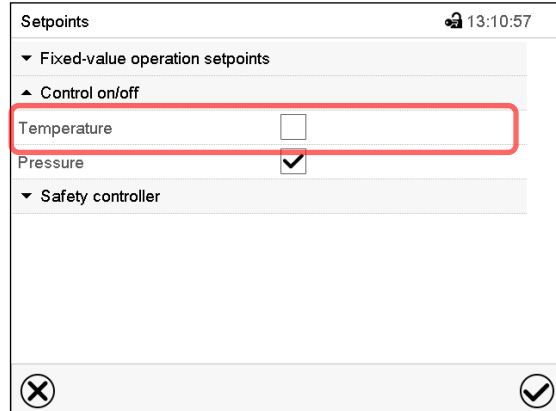 Setpoints 13:10:57
Fixed-value operation setpoints
Control on/off
Temperature
Pressure
Safety controller